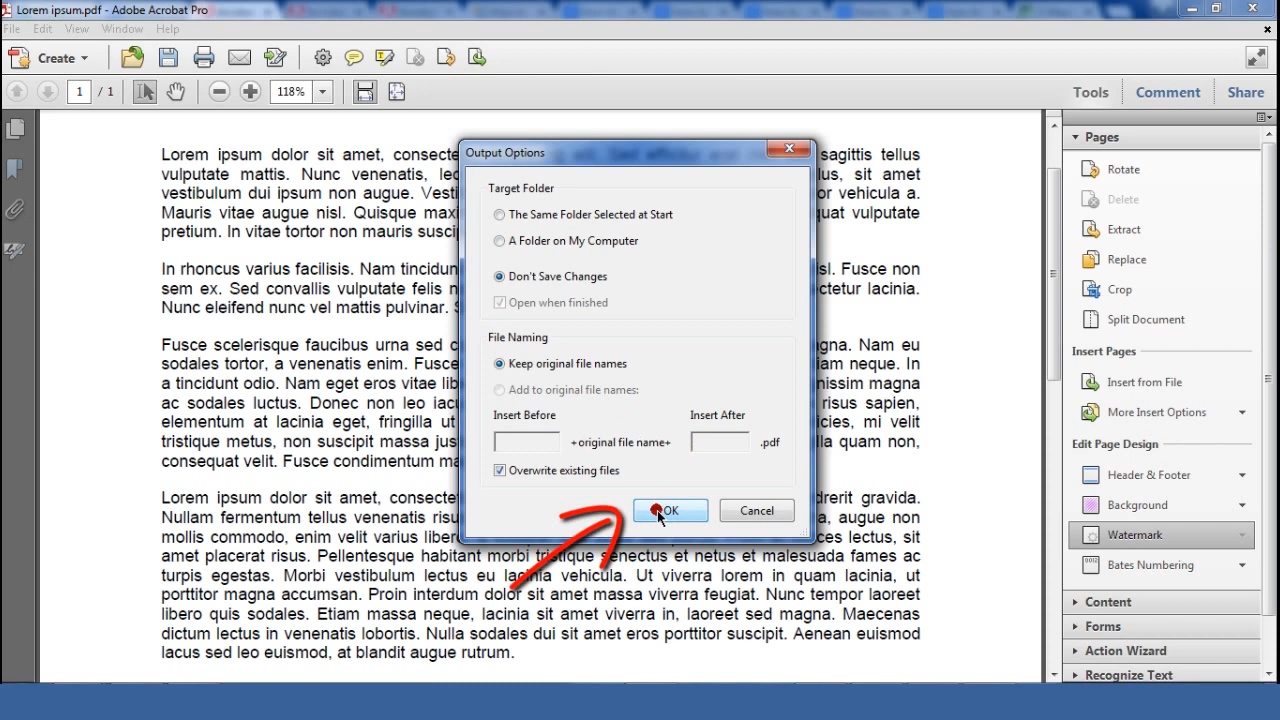 Lorem ipsum.pdf - Adobe Acrobat Pro
File Edit View Window Help
Create
1 / 1 118% Tools Comment Share
Lorem ipsum dolor sit amet, consecte sagittis tellus
vulputate mattis. Nunc venenatis, us, sit amet
vestibulum dui ipsum non augue. Vesti or vehicula a.
Mauris vitae augue nisl. Quisque maxi quat vulputate
pretium. In vitae tortor non mauris suscip
In rhoncus varius facilisis. Nam tincidun sl. Fusce non
sem ex. Sed convallis vulputate felis n ctetur lacinia.
Nunc eleifend nunc vel mattis pulvinar. S
Fusce scelerisque faucibus urna sed c gna. Nam eu
sodales tortor, a venenatis enim. Fusce iam neque. In
a tincidunt odio. Nam eget eros vitae lib nissim magna
ac sodales luctus. Donec non leo iacu risus sapien,
elementum at lacinia eget, fringilla ut cies, mi velit
tristique metus, non suscipit massa jus la quam non,
consequat velit. Fusce condimentum ma
Lorem ipsum dolor sit amet, consecte drerit gravida.
Nullam fermentum tellus venenatis risu a, augue non
mollis commodo, enim velit varius liber ces lectus, sit
amet placerat risus. Pellentesque habitant morbi tristique senectus et netus et malesuada fames ac
turpis egestas. Morbi vestibulum lectus eu lacinia vehicula. Ut viverra lorem in quam lacinia, ut
porttitor magna accumsan. Proin interdum dolor sit amet massa viverra feugiat. Nunc tempor laoreet
libero quis sodales. Etiam massa neque, lacinia sit amet viverra in, laoreet sed magna. Maecenas
dictum lectus in venenatis lobortis. Nulla sodales dui sit amet eros porttitor suscipit. Aenean euismod
lacus sed leo euismod, at blandit augue rutrum.
Output Options
Target Folder
The Same Folder Selected at Start
A Folder on My Computer
Don't Save Changes
Open when finished
File Naming
Keep original file names
Add to original file names:
Insert Before Insert After
+original file name+ .pdf
Overwrite existing files
OK Cancel
Pages
Rotate
Delete
Extract
Replace
Crop
Split Document
Insert Pages
Insert from File
More Insert Options
Edit Page Design
Header & Footer
Background
Watermark
Bates Numbering
Content
Forms
Action Wizard
Recognize Text